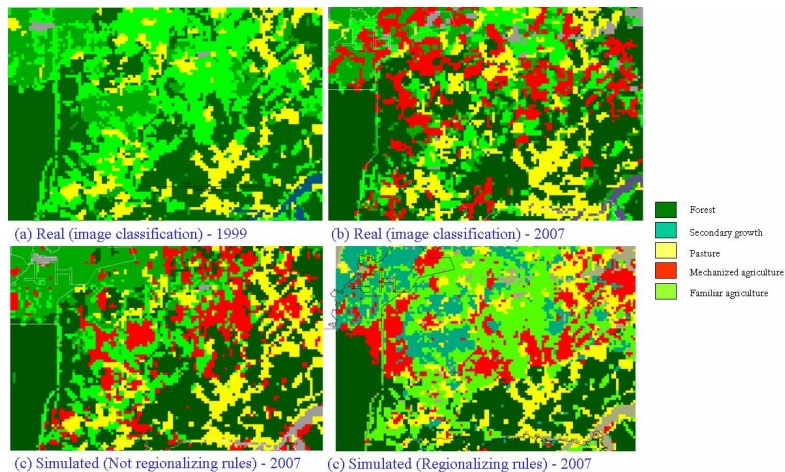 (a) Real (image classification) - 1999
(b) Real (image classification) - 2007
Forest
Secondary growth
Pasture
Mechanized agriculture
Familiar agriculture
(c) Simulated (Not regionalizing rules) - 2007
(c) Simulated (Regionalizing rules) - 2007